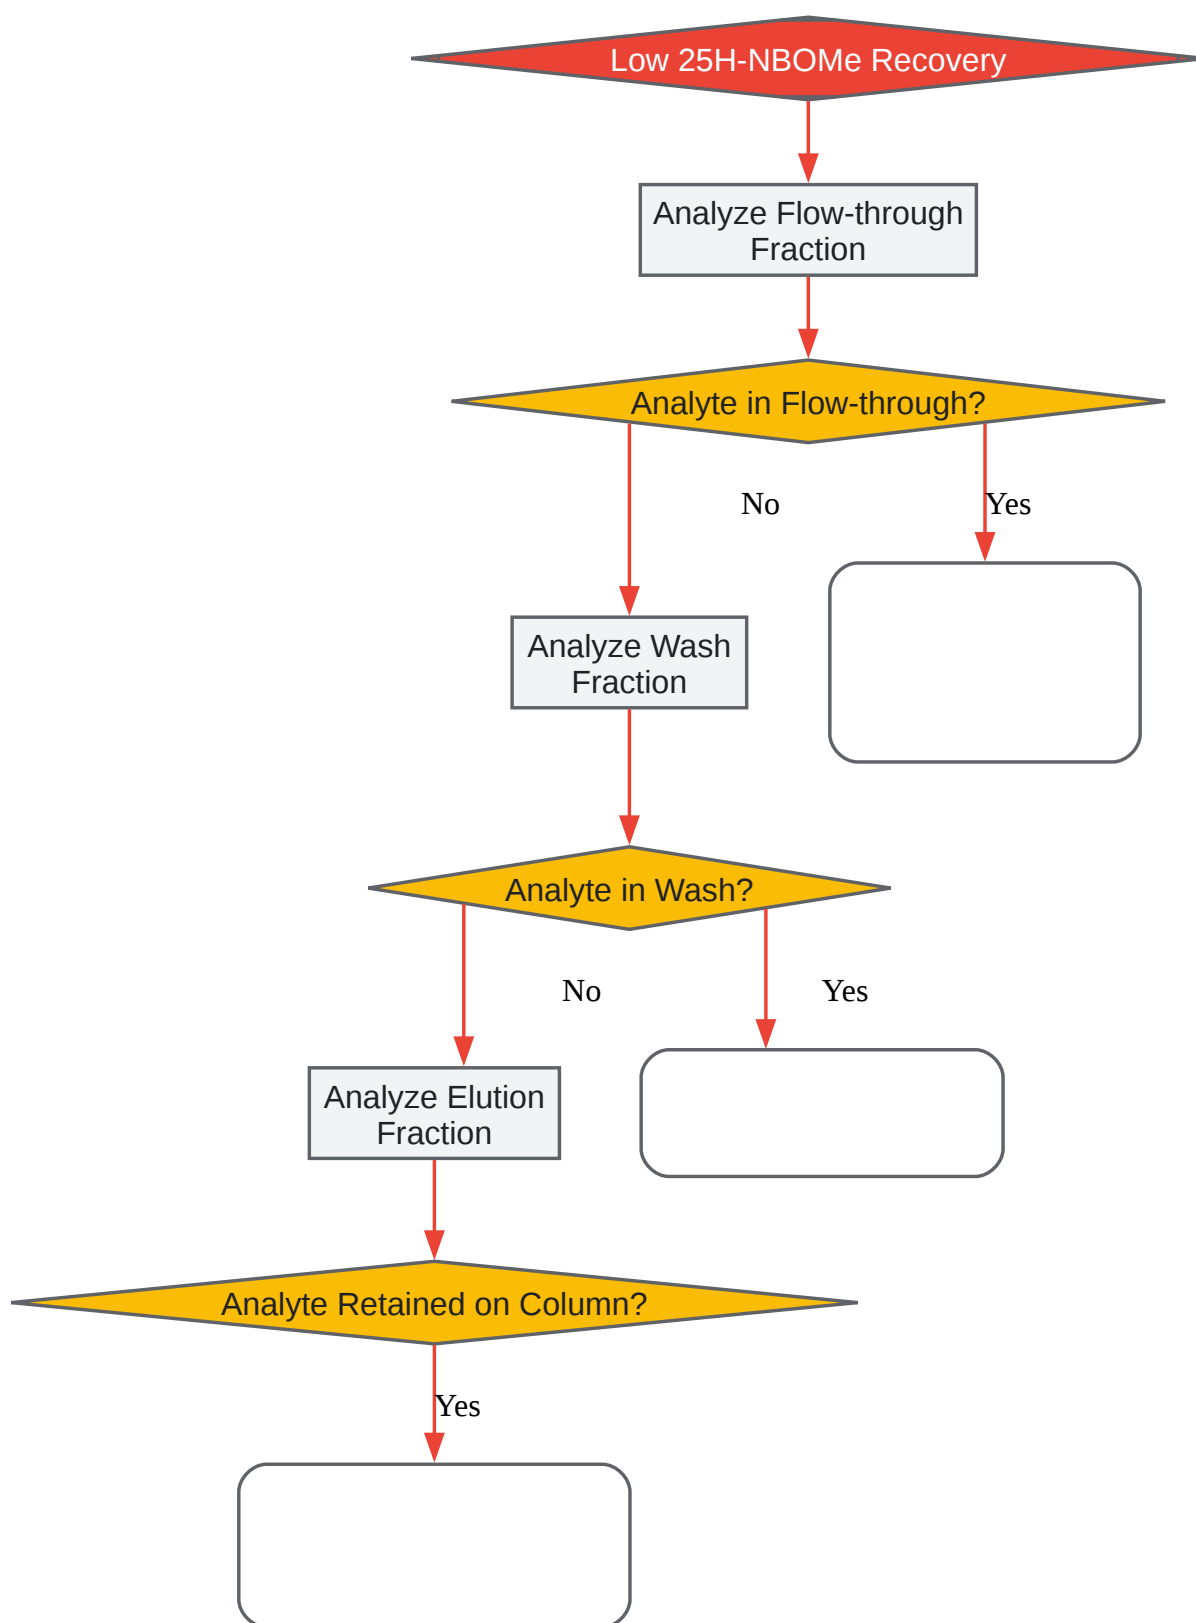 Low 25H-NBOMe Recovery
Analyze Flow-through
Fraction
Analyte in Flow-through?
No
Yes
Analyze Wash
Fraction
Analyte in Wash?
No
Yes
Analyze Elution
Fraction
Analyte Retained on Column?
Yes